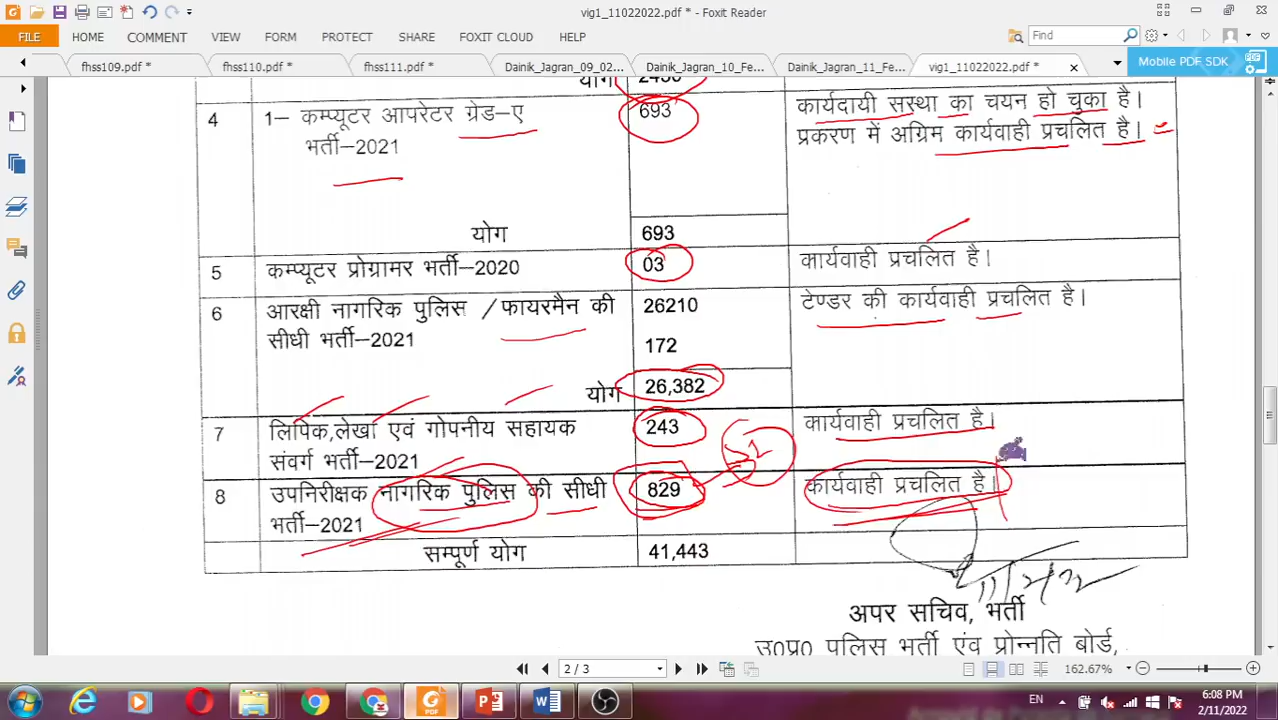 vig1_11022022.pdf * - Foxit Reader
FILE HOME COMMENT VIEW FORM PROTECT SHARE FOXIT CLOUD HELP
Find
fhss109.pdf * fhss110.pdf * fhss111.pdf * Dainik_Jagran_09_02... Dainik_Jagran_10_Fe... Dainik_Jagran_11_Fe... vig1_11022022.pdf *
Mobile PDF SDK
योग
4 1– कम्प्यूटर आपरेटर ग्रेड–ए 693 कार्यदायी संस्था का चयन हो चुका है।
भर्ती–2021 प्रकरण में अग्रिम कार्यवाही प्रचलित है।
योग 693
5 कम्प्यूटर प्रोग्रामर भर्ती–2020 03 कार्यवाही प्रचलित है।
6 आरक्षी नागरिक पुलिस / फायरमैन की 26210 टेण्डर की कार्यवाही प्रचलित है।
सीधी भर्ती–2021 172
योग 26,382
7 लिपिक,लेखा एवं गोपनीय सहायक 243 कार्यवाही प्रचलित है।
संवर्ग भर्ती–2021
8 उपनिरीक्षक नागरिक पुलिस की सीधी 829 कार्यवाही प्रचलित है।
भर्ती–2021
सम्पूर्ण योग 41,443
अपर सचिव, भर्ती
उ0प्र0 पुलिस भर्ती एंव प्रोन्नति बोर्ड,
2 / 3
162.67%
EN
6:08 PM
2/11/2022